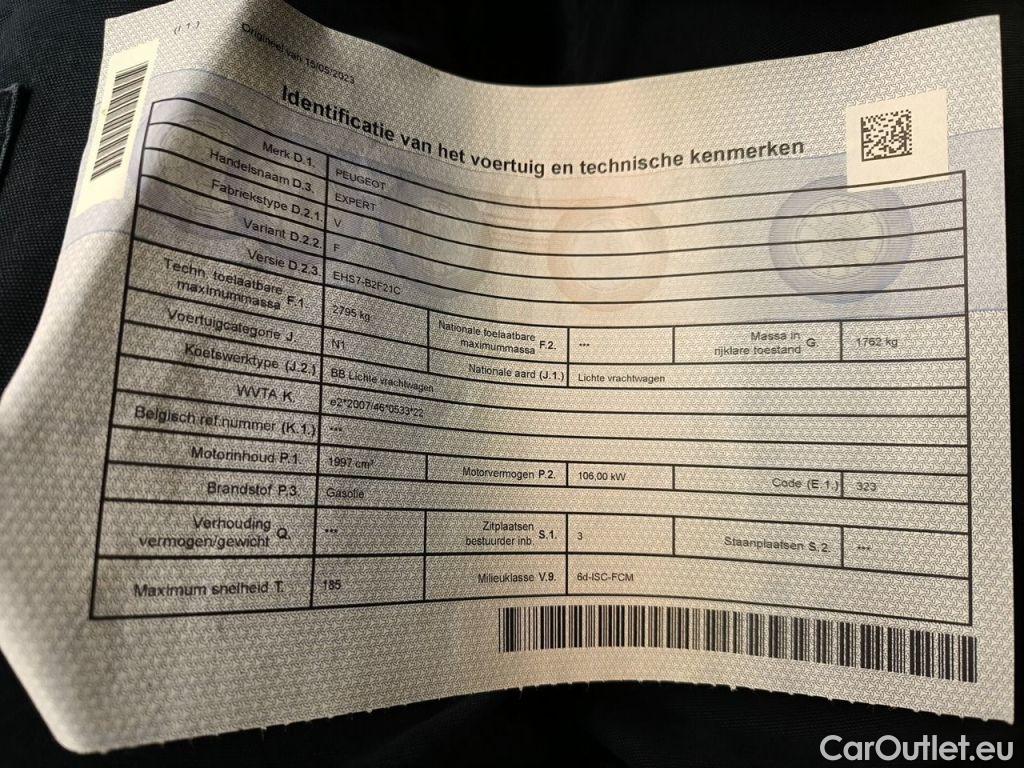 (I.1.)
Origineel van 15/05/2023
Identificatie van het voertuig en technische kenmerken
Merk D.1. PEUGEOT
Handelsnaam D.3. EXPERT
Fabriekstype D.2.1. V
Variant D.2.2. F
Versie D.2.3. EHS7-B2F21C
Techn. toelaatbare maximummassa F.1. 2795 kg Nationale toelaatbare maximummassa F.2. --- Massa in rijklare toestand G. 1762 kg
Voertuigcategorie J. N1 Nationale aard (J.1.) Lichte vrachtwagen
Koetswerktype (J.2.) BB Lichte vrachtwagen
WVTA K. e2*2007/46*0533*22
Belgisch ref.nummer (K.1.) ---
Motorinhoud P.1. 1997 cm³ Motorvermogen P.2. 106,00 kW Code (E.1.) 323
Brandstof P.3. Gasolie
Verhouding vermogen/gewicht Q. --- Zitplaatsen bestuurder inb. S.1. 3 Staanplaatsen S.2. ---
Maximum snelheid T. 185 Milieuklasse V.9. 6d-ISC-FCM
CarOutlet.eu